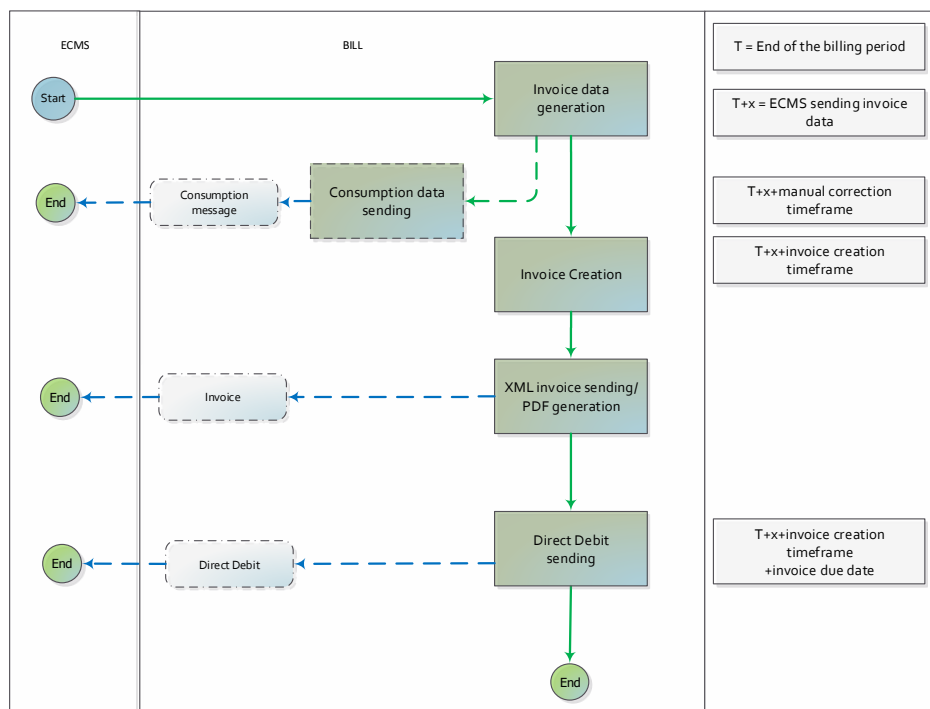 ECMS
BILL
T = End of the billing period
Start
Invoice data
generation
T+x = ECMS sending invoice
data
End
Consumption
message
Consumption data
sending
T+x+manual correction
timeframe
Invoice Creation
T+x+invoice creation
timeframe
End
Invoice
XML invoice sending/
PDF generation
End
Direct Debit
Direct Debit
sending
T+x+invoice creation
timeframe
+invoice due date
End